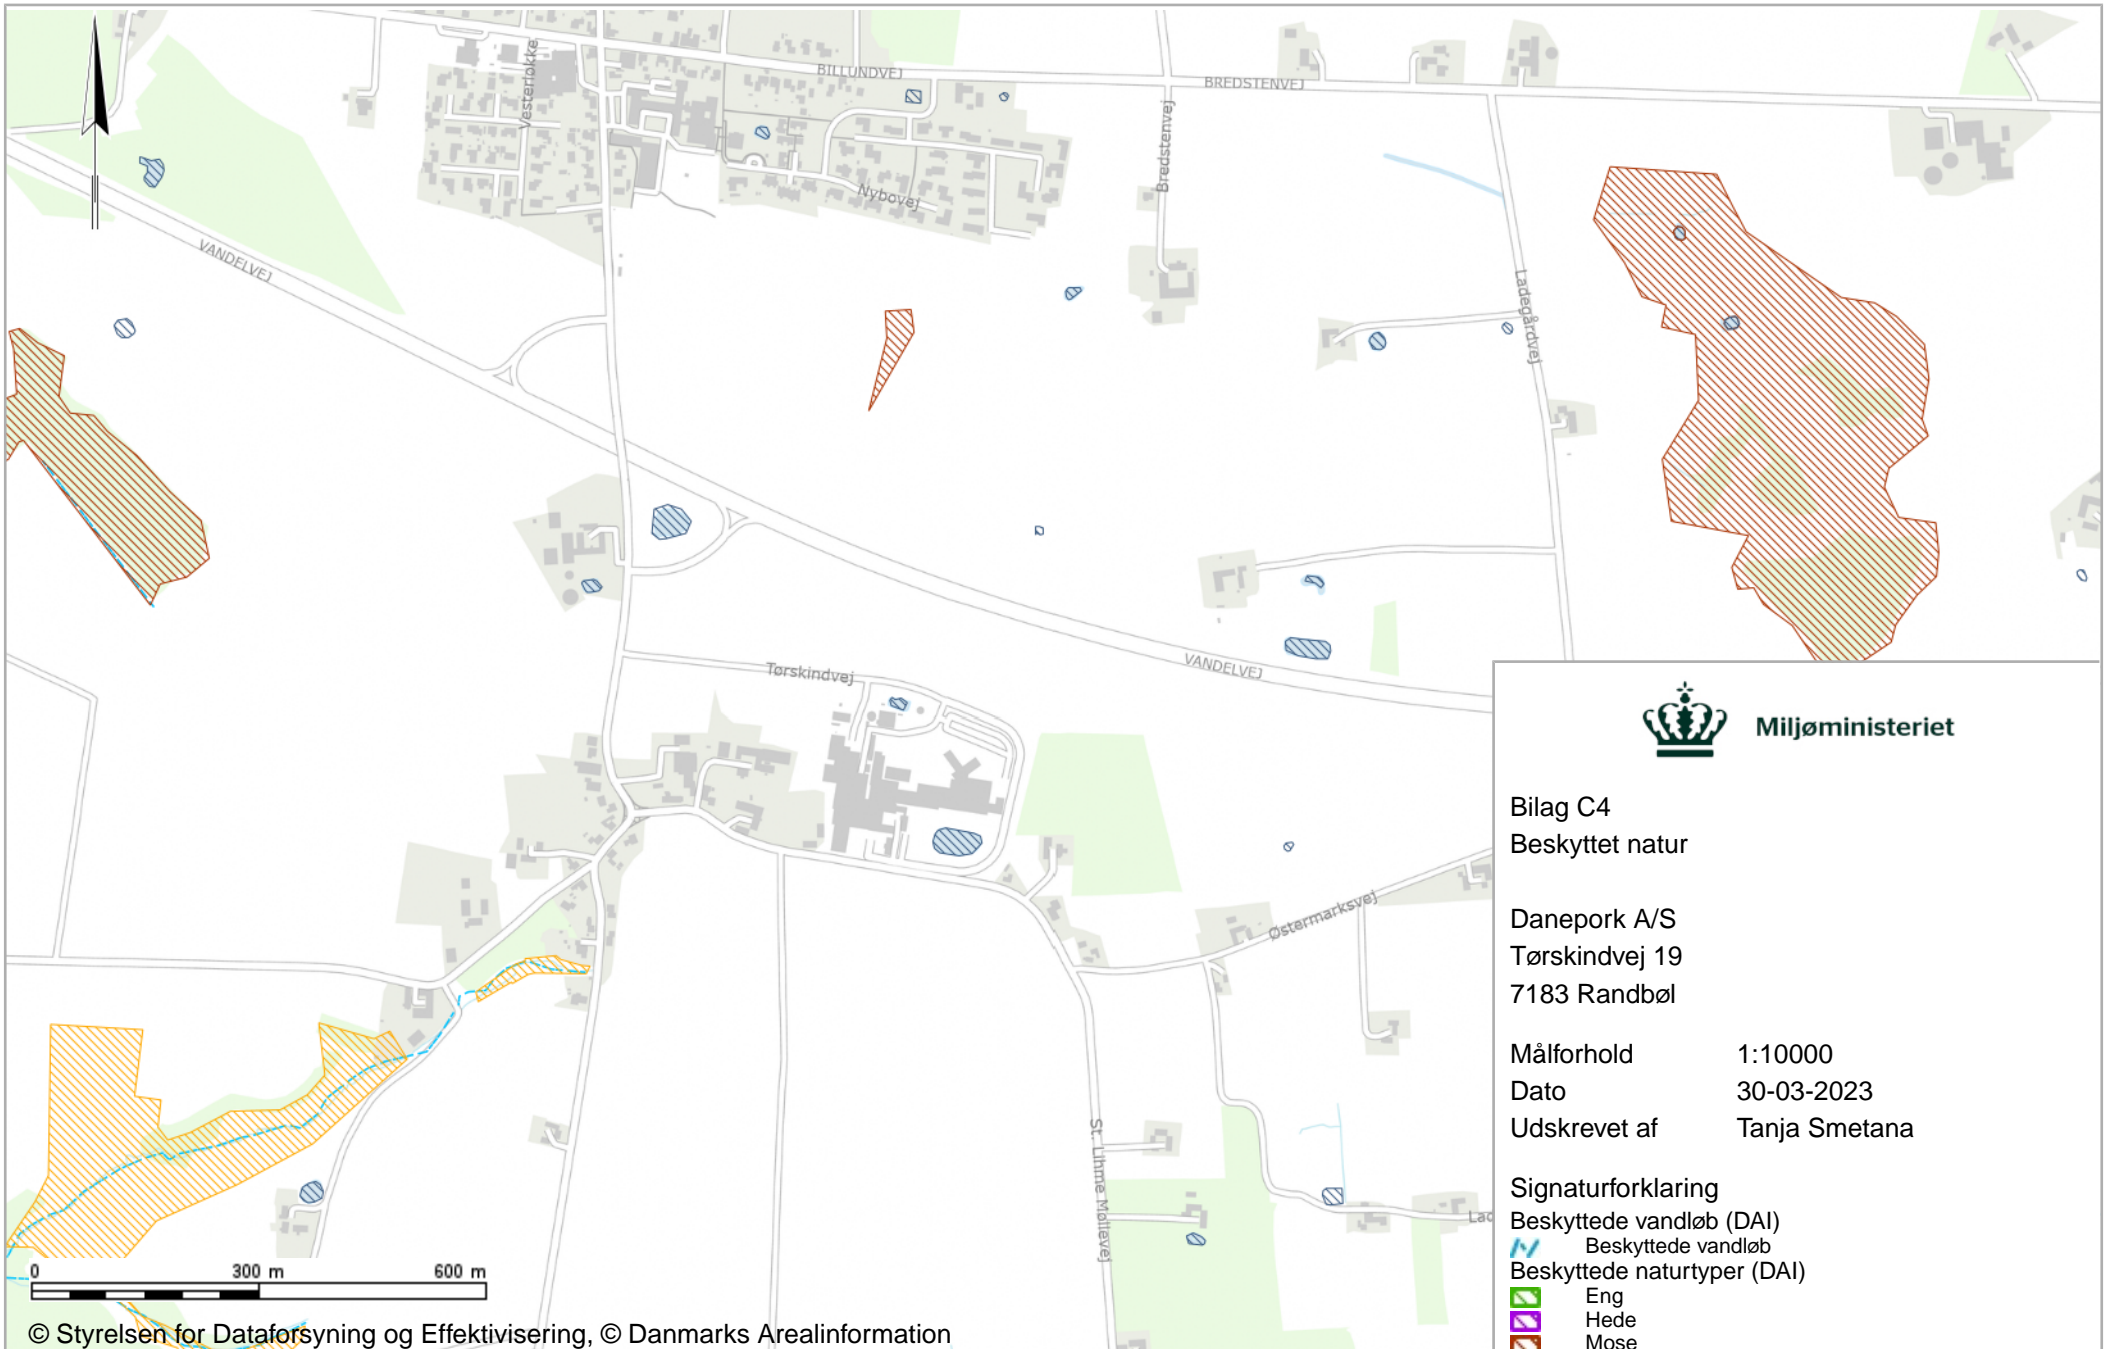 BILLUNDVEJ
BREDSTENVEJ
Vesterløkke
Bredstenvej
Nybovej
VANDELVEJ
Ladegårdvej
Tørskindvej
VANDELVEJ
Østermarksvej
St. Lihme Møllevej
Lad
Miljøministeriet
Bilag C4
Beskyttet natur
Danepork A/S
Tørskindvej 19
7183 Randbøl
Målforhold 1:10000
Dato 30-03-2023
Udskrevet af Tanja Smetana
Signaturforklaring
Beskyttede vandløb (DAI)
Beskyttede vandløb
Beskyttede naturtyper (DAI)
Eng
Hede
Mose
0 300 m 600 m
© Styrelsen for Dataforsyning og Effektivisering, © Danmarks Arealinformation